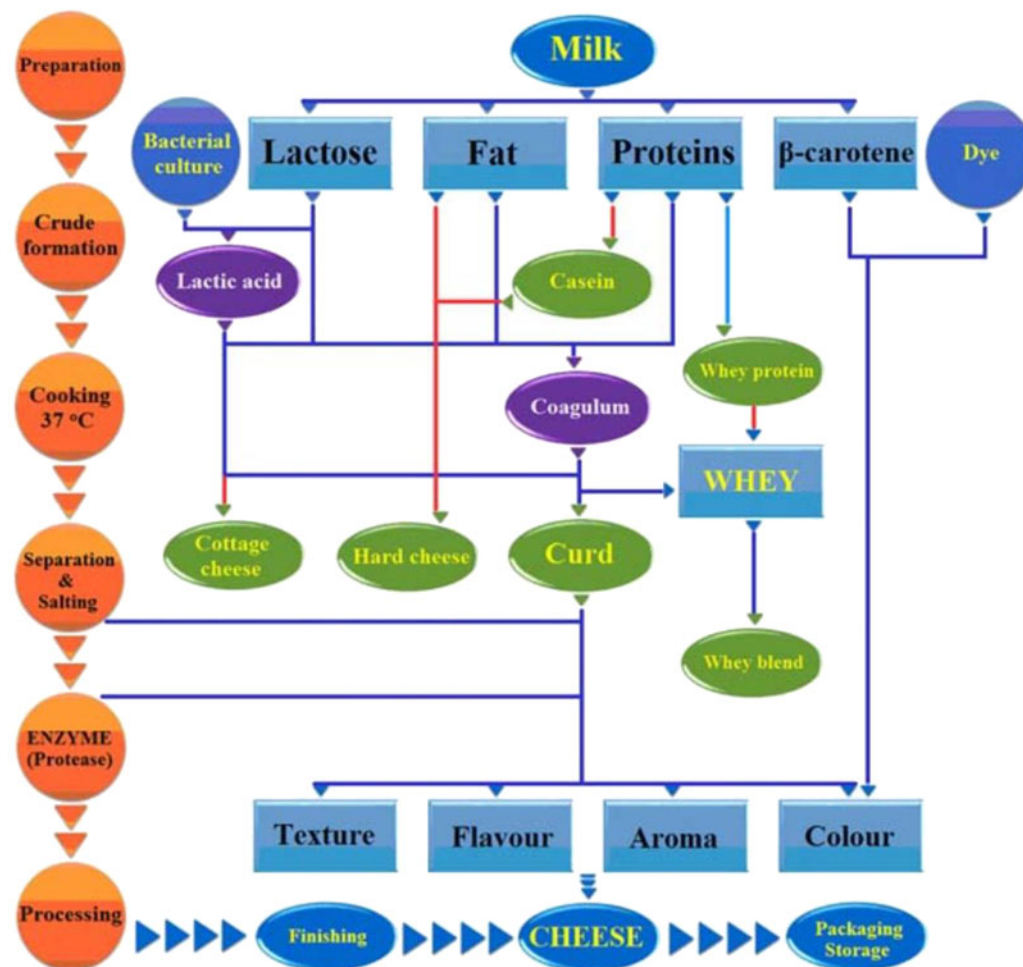 Preparation
Milk
Bacterial
culture
Lactose
Fat
Proteins
β-carotene
Dye
Crude
formation
Lactic acid
Casein
Cooking
37 °C
Coagulum
Whey protein
WHEY
Separation
&
Salting
Cottage
cheese
Hard cheese
Curd
Whey blend
ENZYME
(Protease)
Texture
Flavour
Aroma
Colour
Processing
Finishing
CHEESE
Packaging
Storage